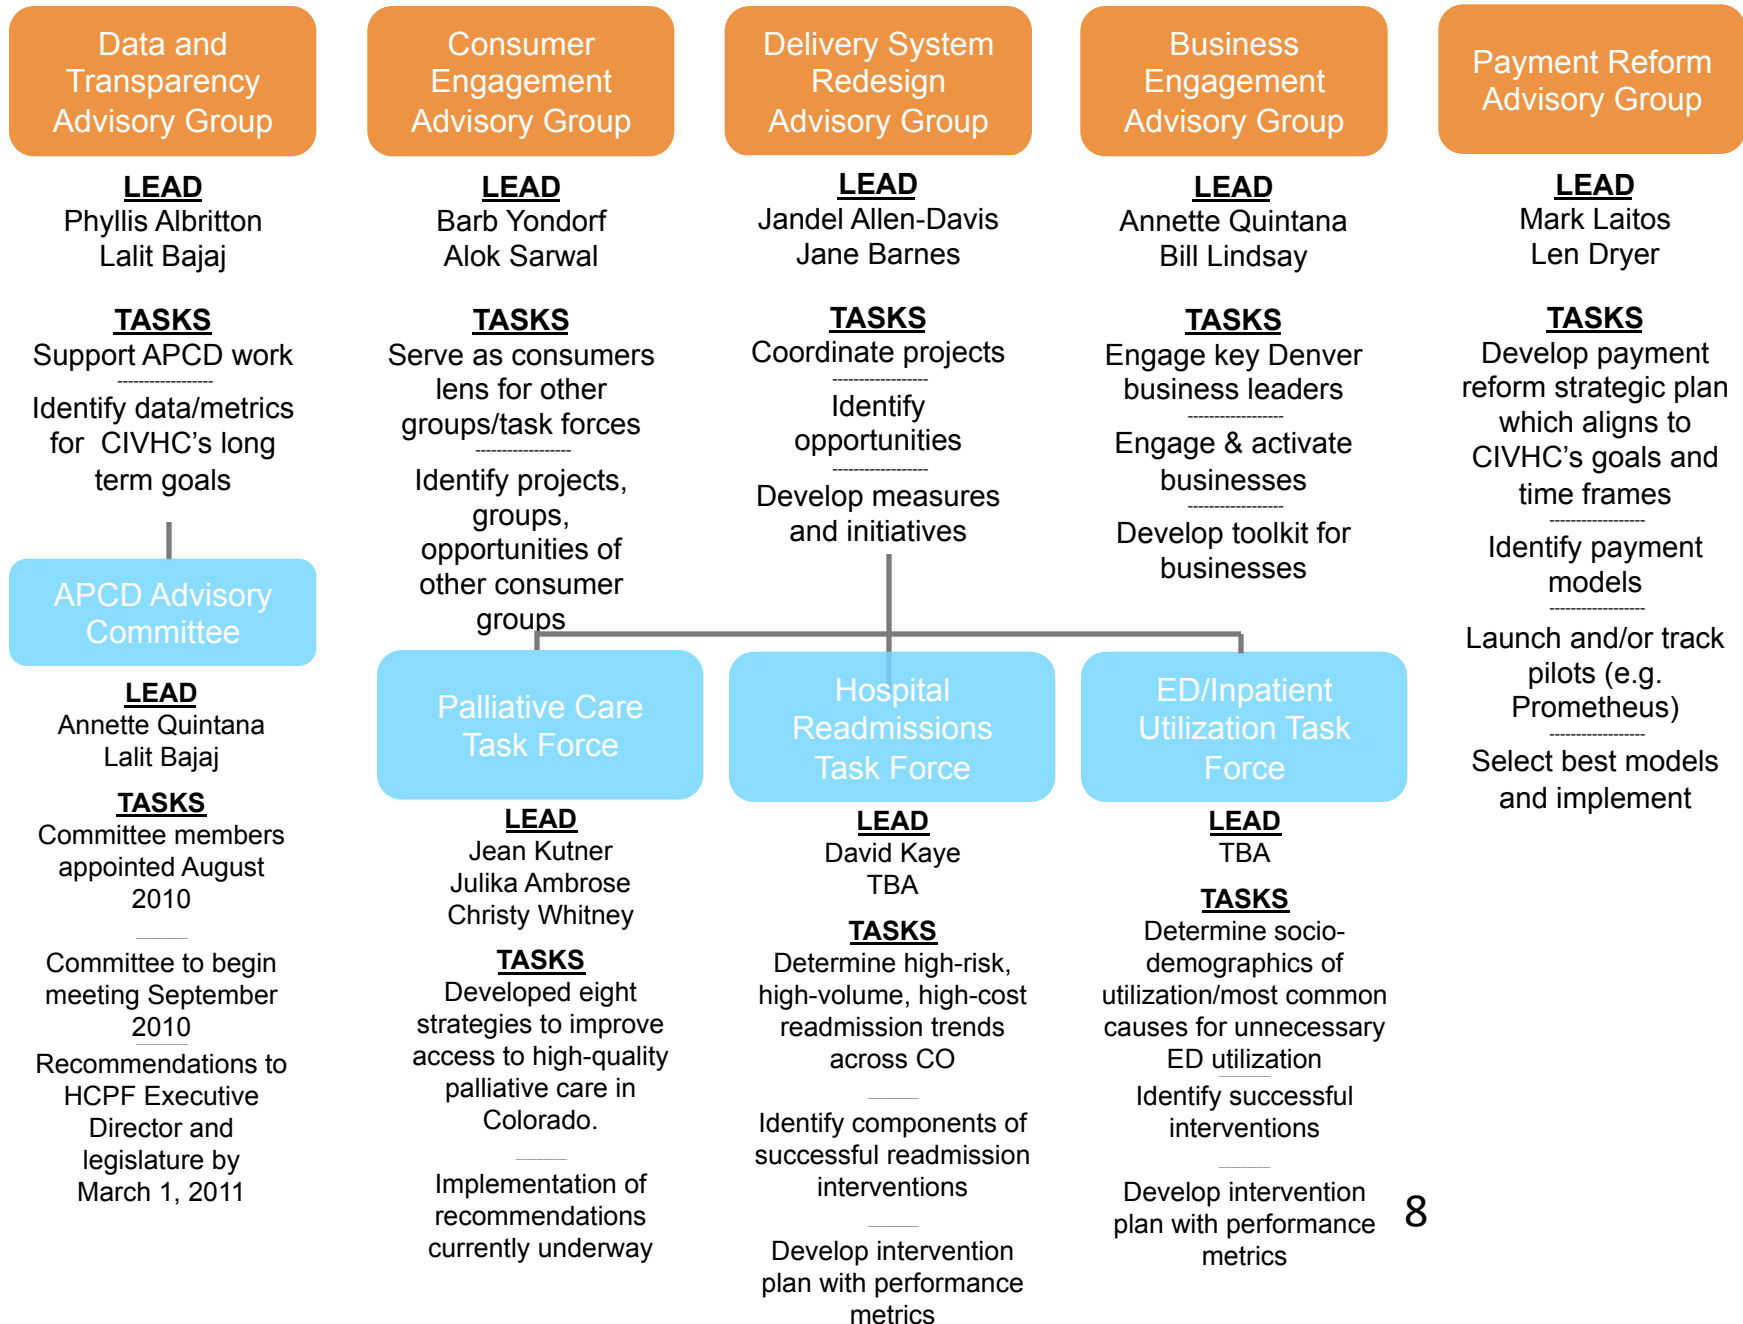 Data and
Transparency
Advisory Group
LEAD
Phyllis Albritton
Lalit Bajaj
TASKS
Support APCD work
------------------
Identify data/metrics
for CIVHC’s long
term goals
APCD Advisory
Committee
LEAD
Annette Quintana
Lalit Bajaj
TASKS
Committee members
appointed August
2010
Committee to begin
meeting September
2010
Recommendations to
HCPF Executive
Director and
legislature by
March 1, 2011
Consumer
Engagement
Advisory Group
LEAD
Barb Yondorf
Alok Sarwal
TASKS
Serve as consumers
lens for other
groups/task forces
------------------
Identify projects,
groups,
opportunities of
other consumer
groups
Delivery System
Redesign
Advisory Group
LEAD
Jandel Allen-Davis
Jane Barnes
TASKS
Coordinate projects
------------------
Identify
opportunities
------------------
Develop measures
and initiatives
Business
Engagement
Advisory Group
LEAD
Annette Quintana
Bill Lindsay
TASKS
Engage key Denver
business leaders
------------------
Engage & activate
businesses
------------------
Develop toolkit for
businesses
Payment Reform
Advisory Group
LEAD
Mark Laitos
Len Dryer
TASKS
Develop payment
reform strategic plan
which aligns to
CIVHC’s goals and
time frames
------------------
Identify payment
models
------------------
Launch and/or track
pilots (e.g.
Prometheus)
------------------
Select best models
and implement
Palliative Care
Task Force
LEAD
Jean Kutner
Julika Ambrose
Christy Whitney
TASKS
Developed eight
strategies to improve
access to high-quality
palliative care in
Colorado.
Implementation of
recommendations
currently underway
Hospital
Readmissions
Task Force
LEAD
David Kaye
TBA
TASKS
Determine high-risk,
high-volume, high-cost
readmission trends
across CO
Identify components of
successful readmission
interventions
Develop intervention
plan with performance
metrics
ED/Inpatient
Utilization Task
Force
LEAD
TBA
TASKS
Determine socio-
demographics of
utilization/most common
causes for unnecessary
ED utilization
Identify successful
interventions
Develop intervention
plan with performance
metrics
8